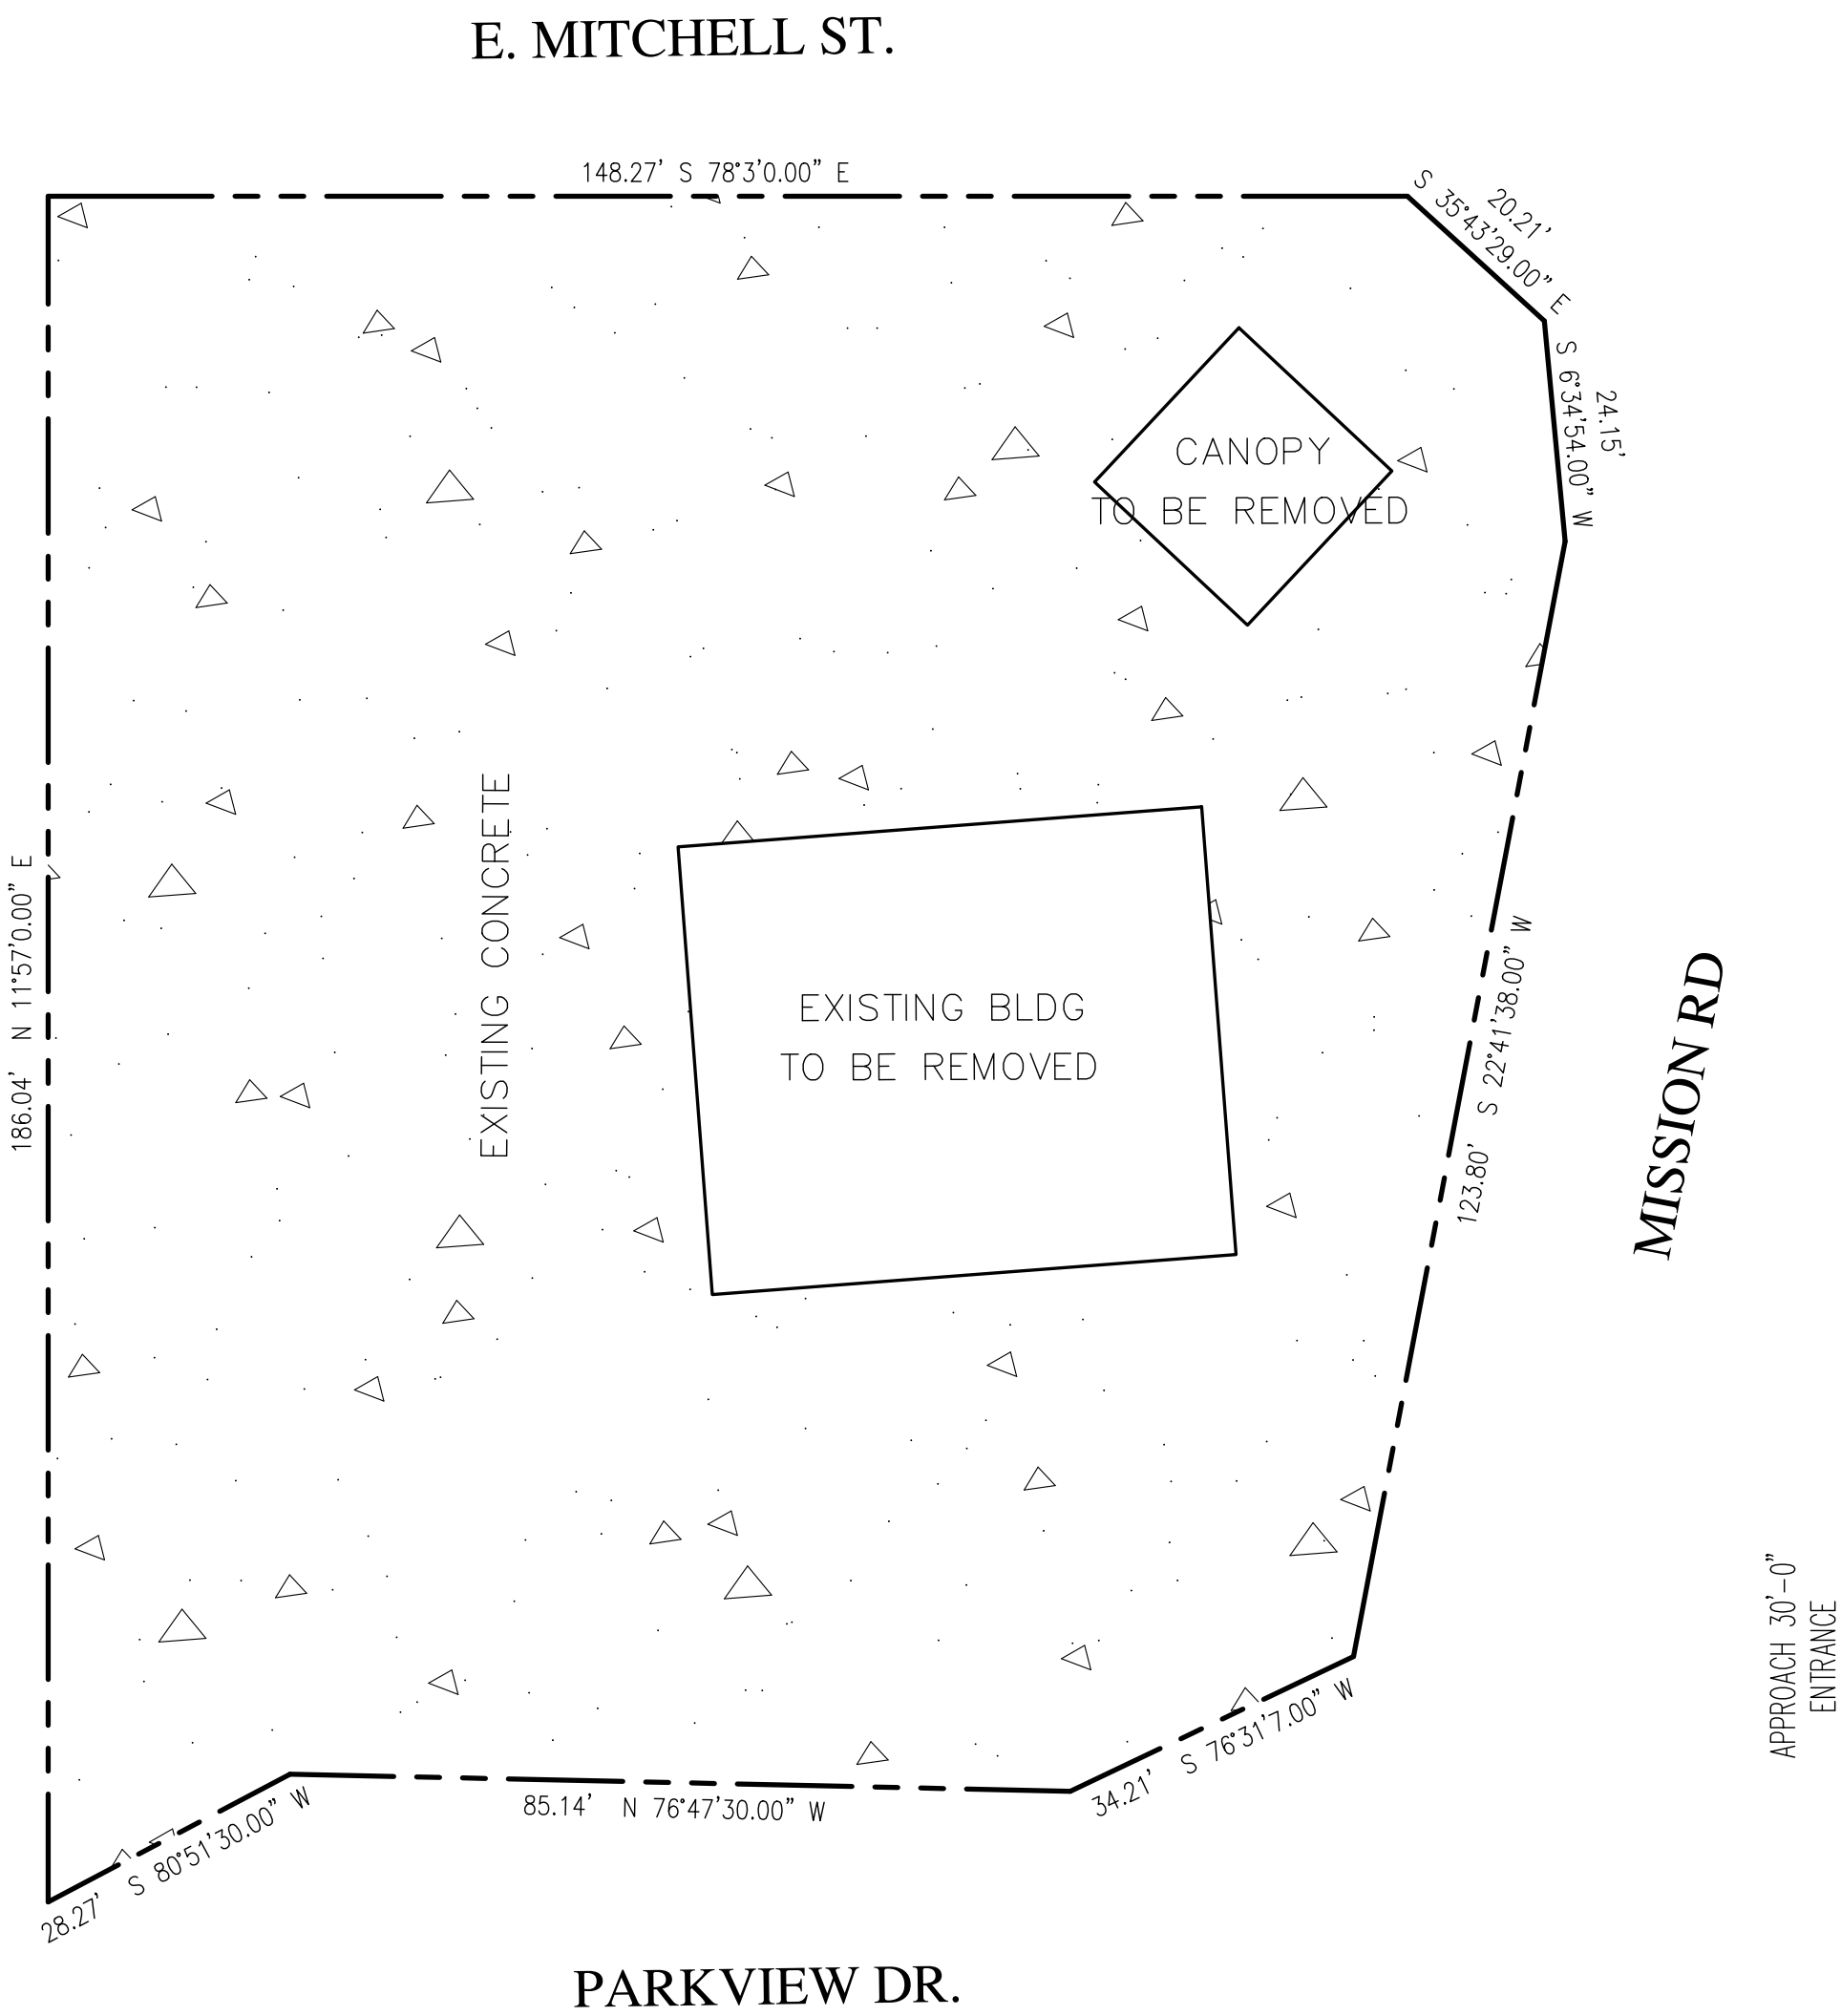 E. MITCHELL ST.
148.27' S 78°3'0.00" E
20.21'
S 35°43'29.00" E
24.15'
S 6°34'54.00" W
CANOPY
TO BE REMOVED
EXISTING CONCRETE
186.04' N 11°57'0.00" E
EXISTING BLDG
TO BE REMOVED
123.80' S 22°41'38.00" W
MISSION RD
APPROACH 30'-0"
ENTRANCE
34.21' S 76°31'7.00" W
85.14' N 76°47'30.00" W
28.27' S 80°51'30.00" W
PARKVIEW DR.